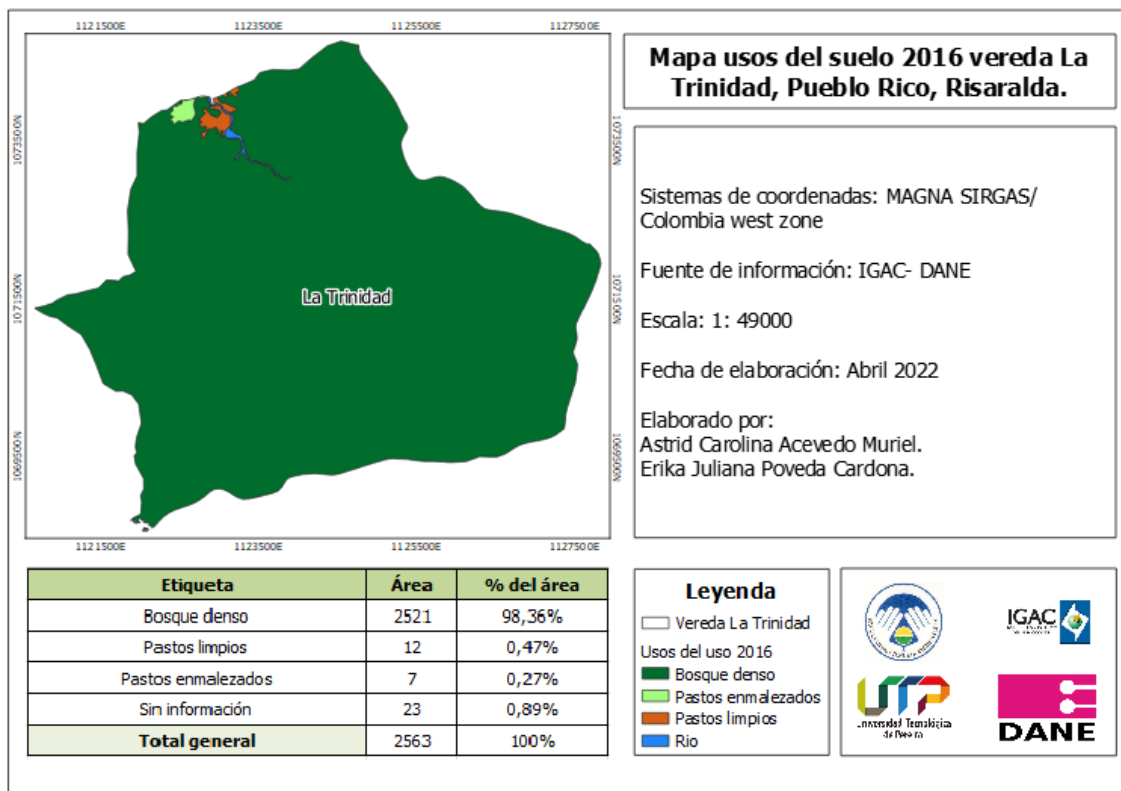 1121500E 1123500E 1125500E 1127500E
1073500N
1071500N
1069500N
La Trinidad
1073500N
1071500N
1069500N
1121500E 1123500E 1125500E 1127500E
Mapa usos del suelo 2016 vereda La
Trinidad, Pueblo Rico, Risaralda.
Sistemas de coordenadas: MAGNA SIRGAS/
Colombia west zone
Fuente de información: IGAC- DANE
Escala: 1: 49000
Fecha de elaboración: Abril 2022
Elaborado por:
Astrid Carolina Acevedo Muriel.
Erika Juliana Poveda Cardona.
Etiqueta Área % del área
Bosque denso 2521 98,36%
Pastos limpios 12 0,47%
Pastos enmalezados 7 0,27%
Sin información 23 0,89%
Total general 2563 100%
Leyenda
Vereda La Trinidad
Usos del uso 2016
Bosque denso
Pastos enmalezados
Pastos limpios
Rio
IGAC
UTP
Universidad Tecnológica
de Pereira
DANE